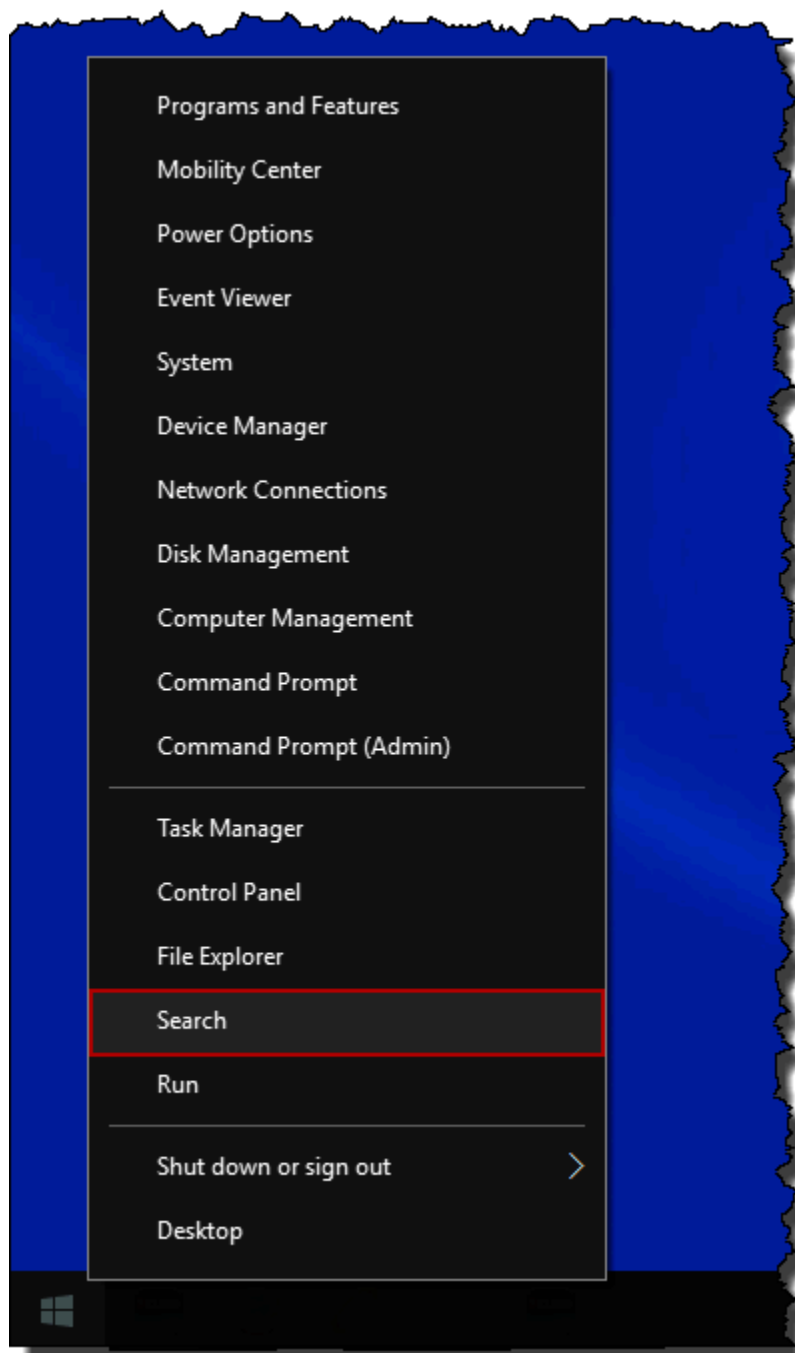 Programs and Features
Mobility Center
Power Options
Event Viewer
System
Device Manager
Network Connections
Disk Management
Computer Management
Command Prompt
Command Prompt (Admin)
Task Manager
Control Panel
File Explorer
Search
Run
Shut down or sign out
Desktop